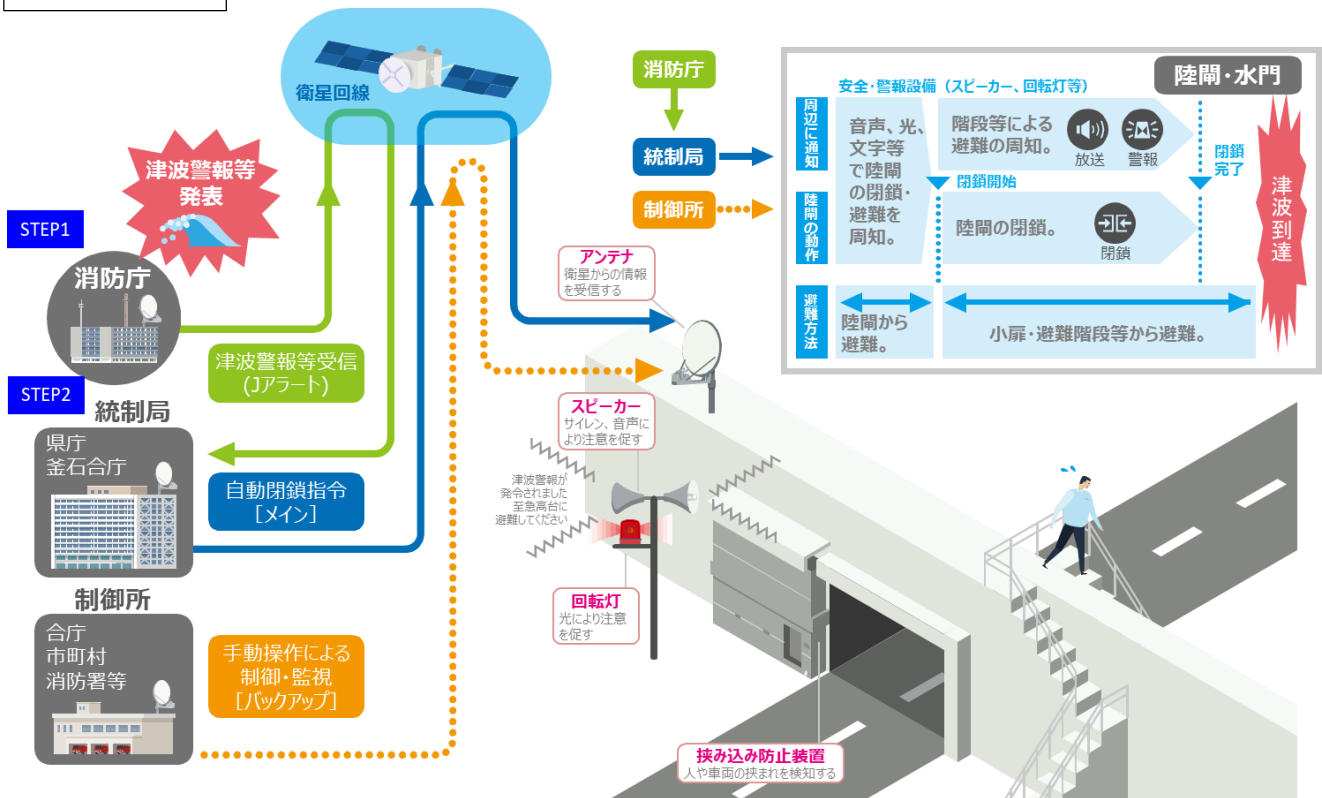 衛星回線
津波警報等
発表
STEP1
消防庁
津波警報等受信
(Jアラート)
STEP2
統制局
県庁
釜石合庁
自動閉鎖指令
[メイン]
制御所
合庁
市町村
消防署等
手動操作による
制御・監視
[バックアップ]
消防庁
統制局
制御所
陸閘・水門
安全・警報設備(スピーカー、回転灯等)
周辺に通知
音声、光、
文字等
で陸閘
の閉鎖・
避難を
周知。
階段等による
避難の周知。
放送
警報
閉鎖
完了
陸閘の動作
閉鎖開始
陸閘の閉鎖。
閉鎖
津波到達
避難方法
陸閘から
避難。
小扉・避難階段等から避難。
アンテナ
衛星からの情報
を受信する
スピーカー
サイレン、音声に
より注意を促す
津波警報が
発令されました
至急高台に
避難してください
回転灯
光により注意
を促す
挟み込み防止装置
人や車両の挟まれを検知する